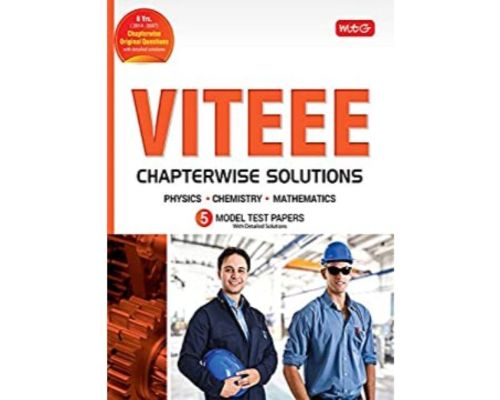 8 Yrs.
(2014-2007)
Chapterwise
Original Questions
with detailed solutions
mtG
VITEEE
CHAPTERWISE SOLUTIONS
PHYSICS • CHEMISTRY • MATHEMATICS
5 MODEL TEST PAPERS
With Detailed Solutions